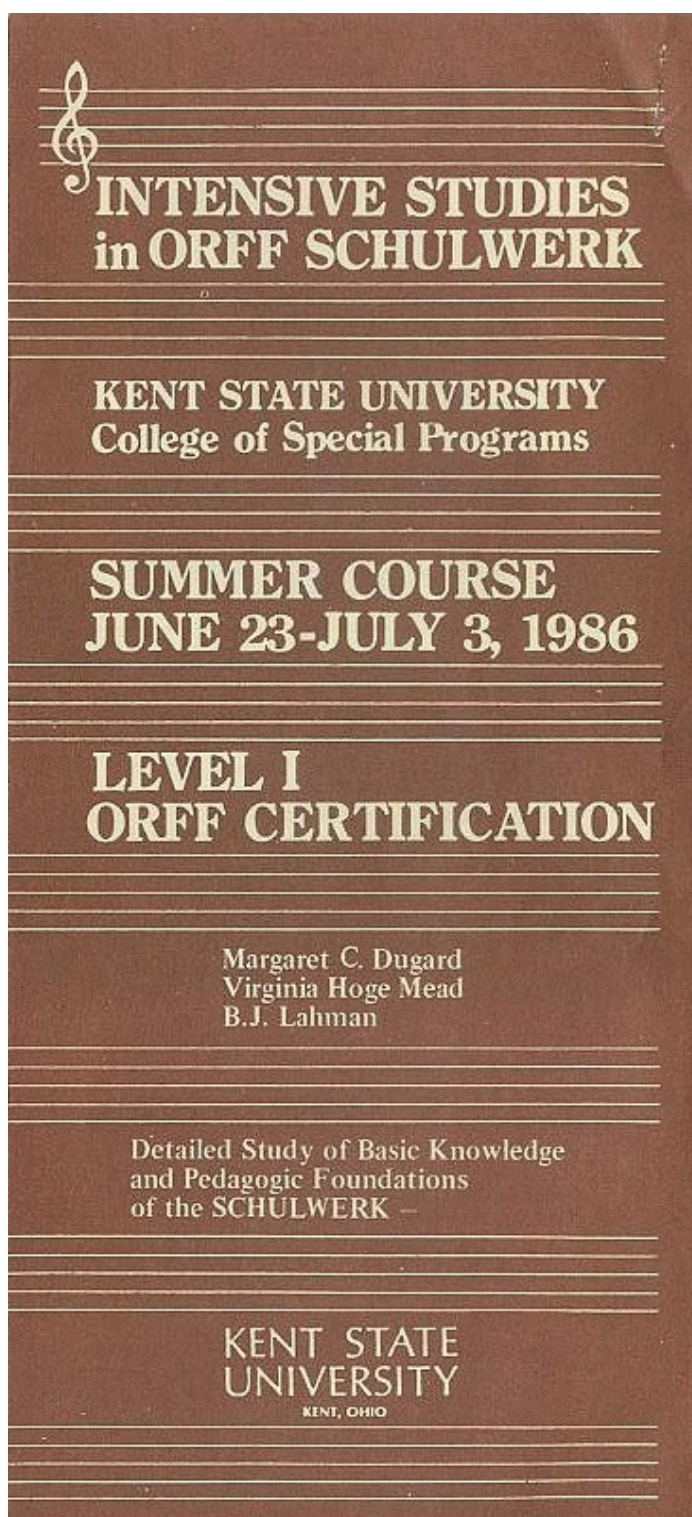 INTENSIVE STUDIES
in ORFF SCHULWERK
KENT STATE UNIVERSITY
College of Special Programs
SUMMER COURSE
JUNE 23-JULY 3, 1986
LEVEL I
ORFF CERTIFICATION
Margaret C. Dugard
Virginia Hoge Mead
B.J. Lahman
Detailed Study of Basic Knowledge
and Pedagogic Foundations
of the SCHULWERK –
KENT STATE
UNIVERSITY
KENT, OHIO